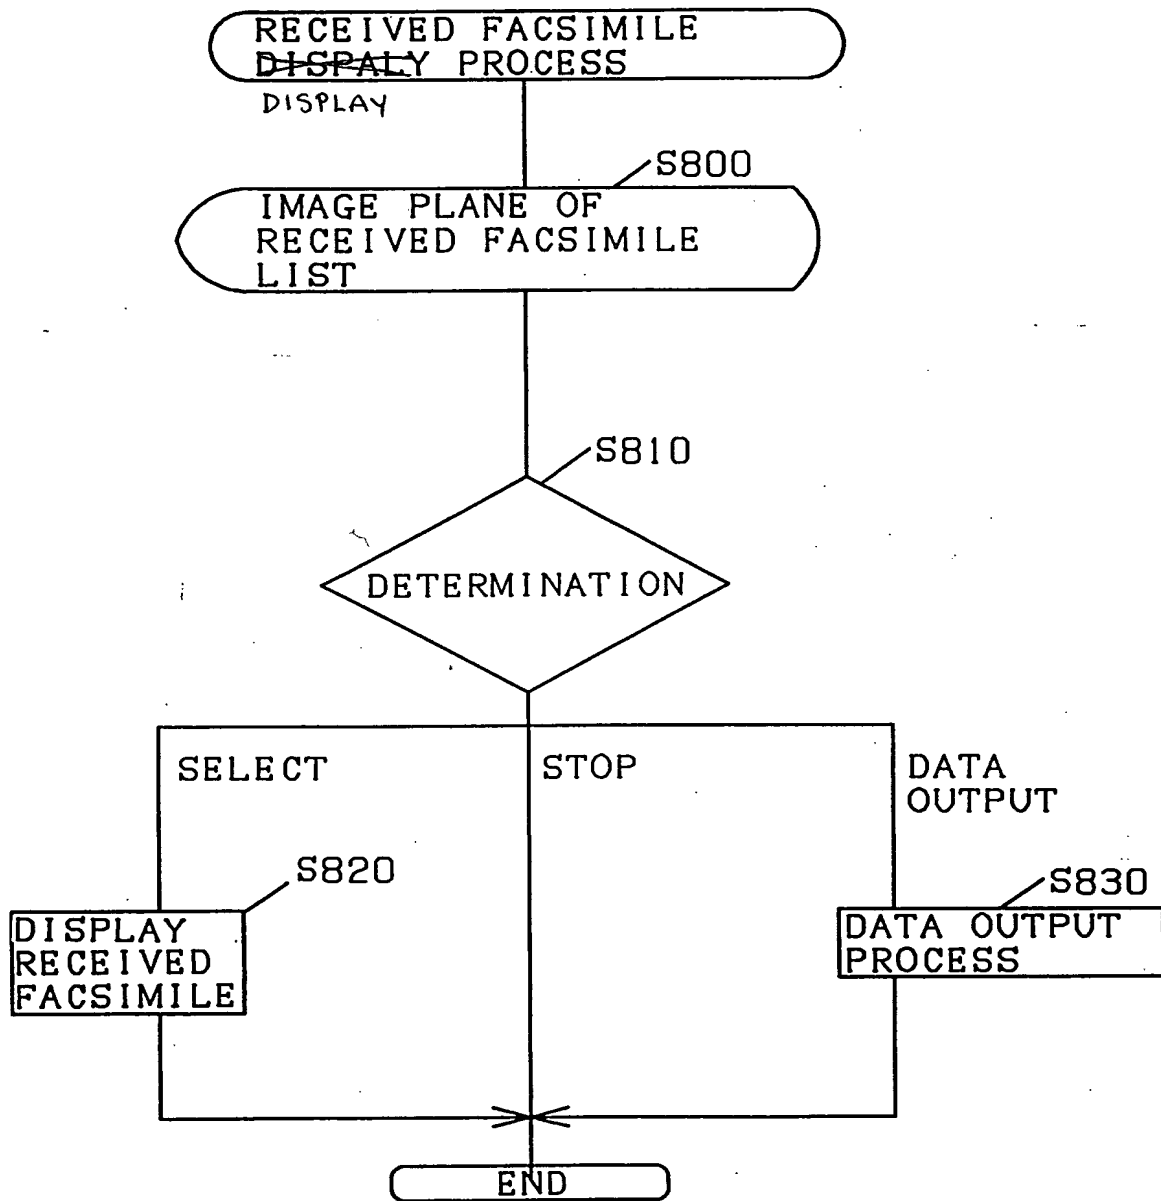 RECEIVED FACSIMILE
DISPALY PROCESS
DISPLAY
S800
IMAGE PLANE OF
RECEIVED FACSIMILE
LIST
S810
DETERMINATION
SELECT
STOP
DATA
OUTPUT
S820
S830
DISPLAY
RECEIVED
FACSIMILE
DATA OUTPUT
PROCESS
END